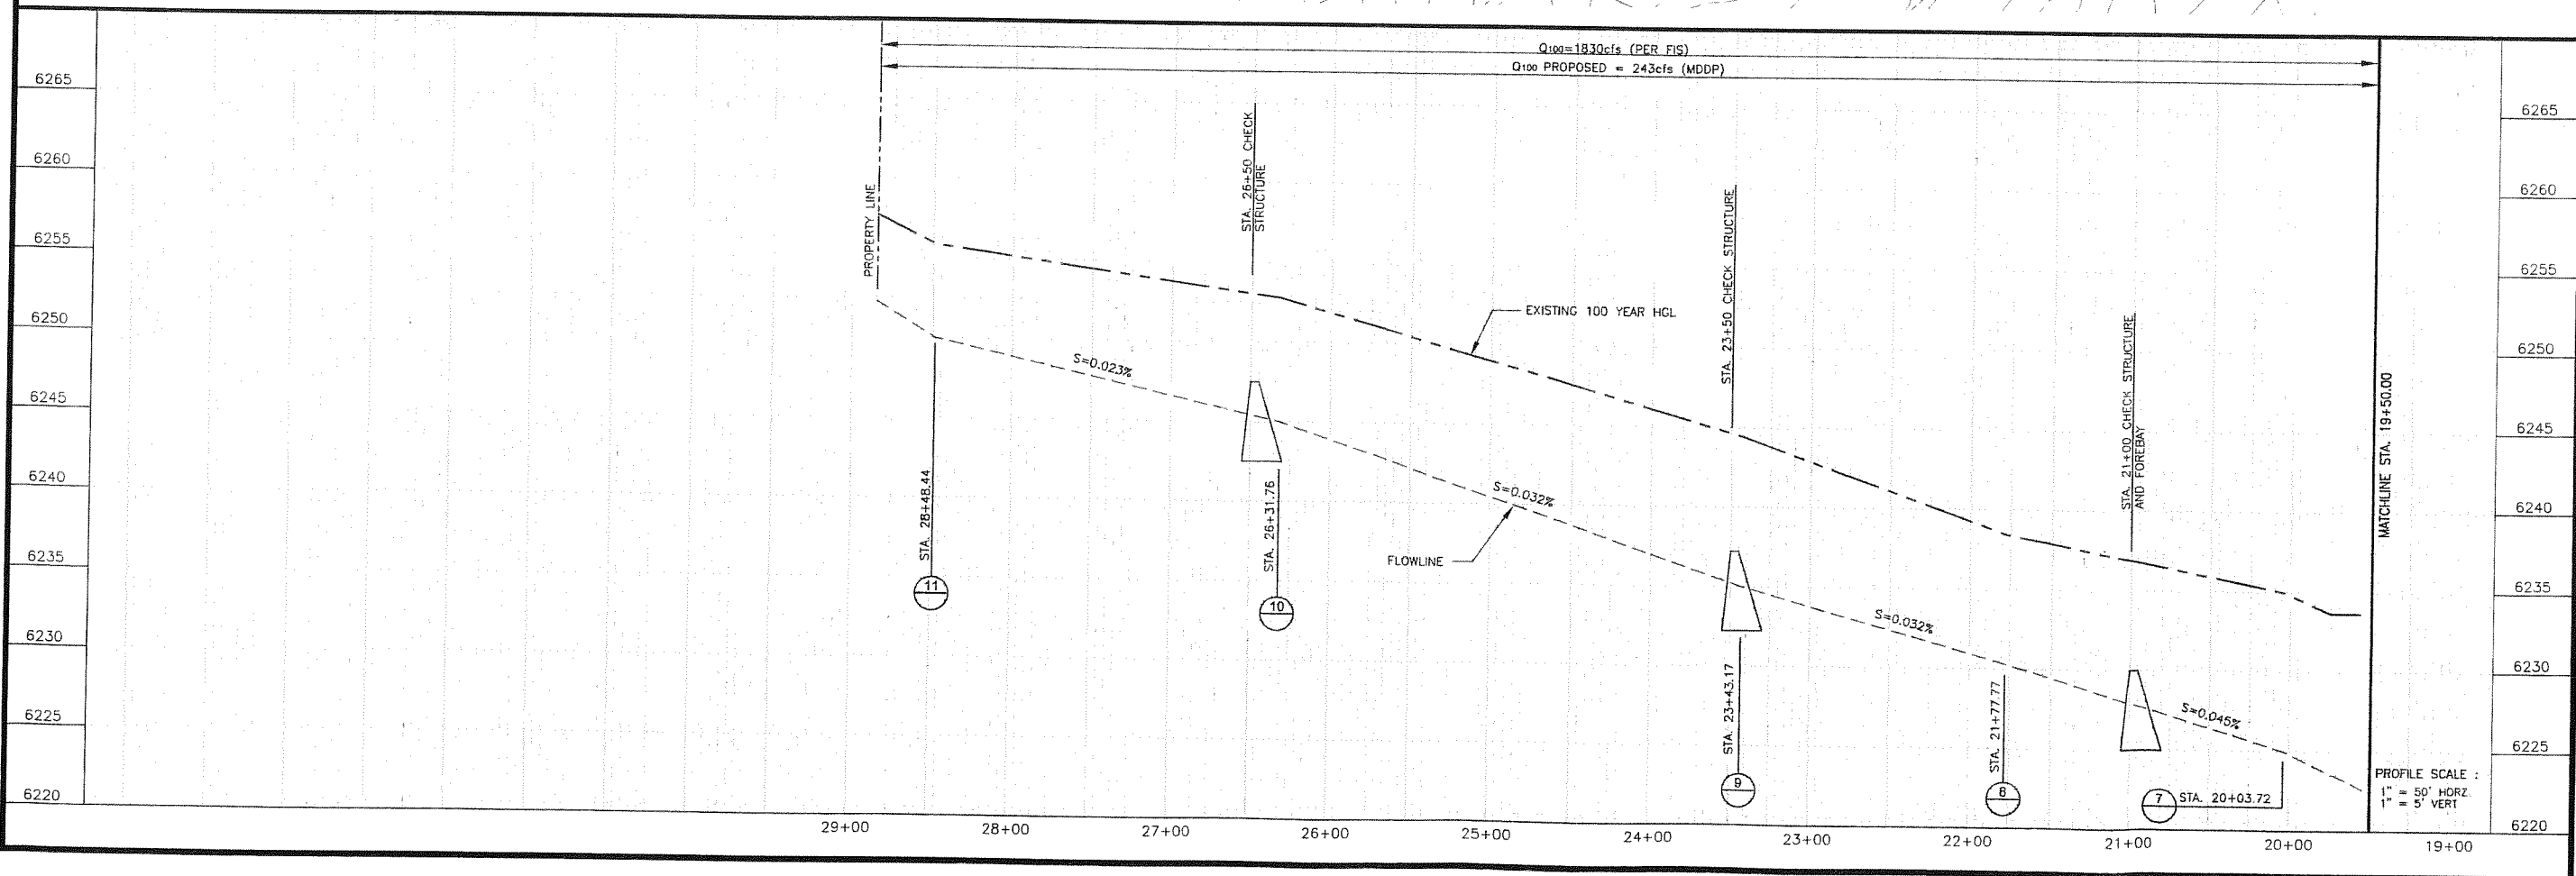 Q100=1830cfs (PER FIS)
Q100 PROPOSED = 243cfs (MDDP)
6265
6260
6255
6250
6245
6240
6235
6230
6225
6220
PROPERTY LINE
STA. 26+50 CHECK
STRUCTURE
STA. 23+50 CHECK STRUCTURE
STA. 21+00 CHECK STRUCTURE
AND FOREBAY
MATCHLINE STA. 19+50.00
EXISTING 100 YEAR HGL
S=0.023%
S=0.032%
FLOWLINE
S=0.032%
S=0.045%
STA. 28+48.44
11
STA. 26+31.76
10
STA. 23+43.17
9
STA. 21+77.77
8
7
STA. 20+03.72
PROFILE SCALE :
1" = 50' HORZ.
1" = 5' VERT
6265
6260
6255
6250
6245
6240
6235
6230
6225
6220
29+00
28+00
27+00
26+00
25+00
24+00
23+00
22+00
21+00
20+00
19+00